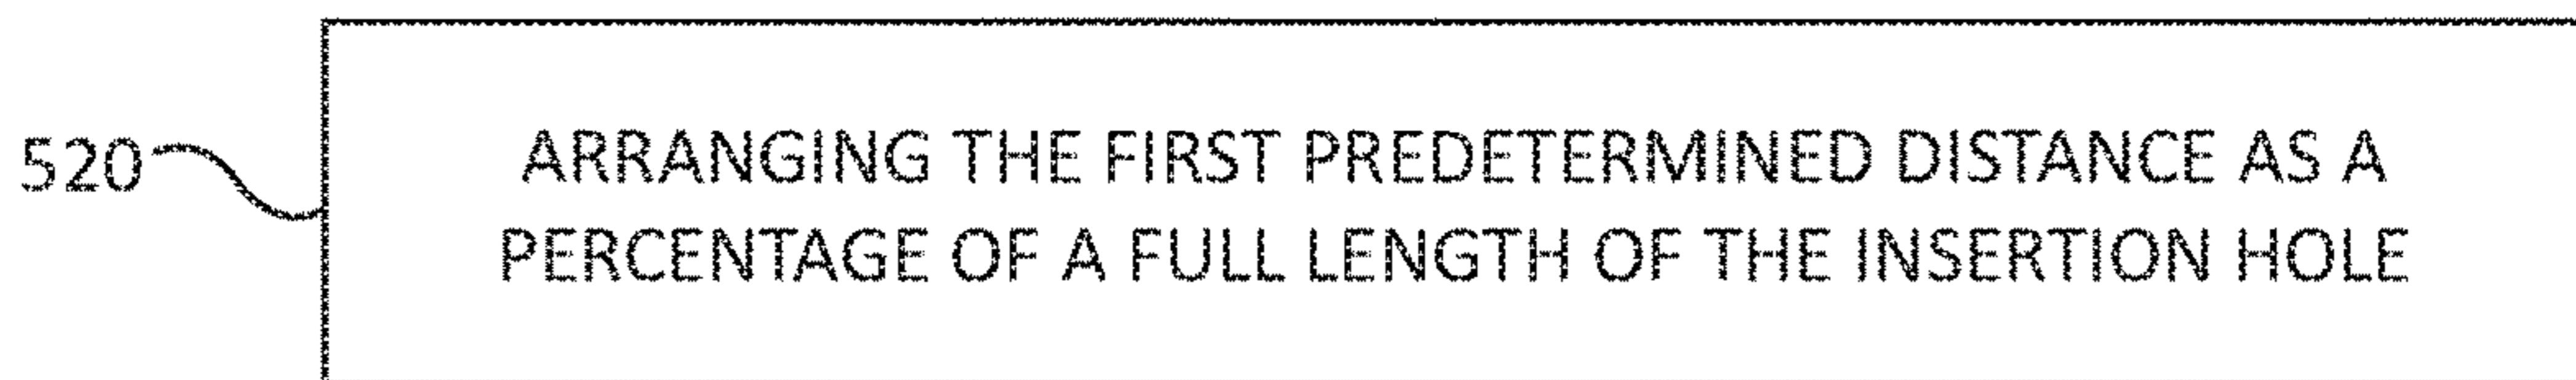 520
ARRANGING THE FIRST PREDETERMINED DISTANCE AS A
PERCENTAGE OF A FULL LENGTH OF THE INSERTION HOLE